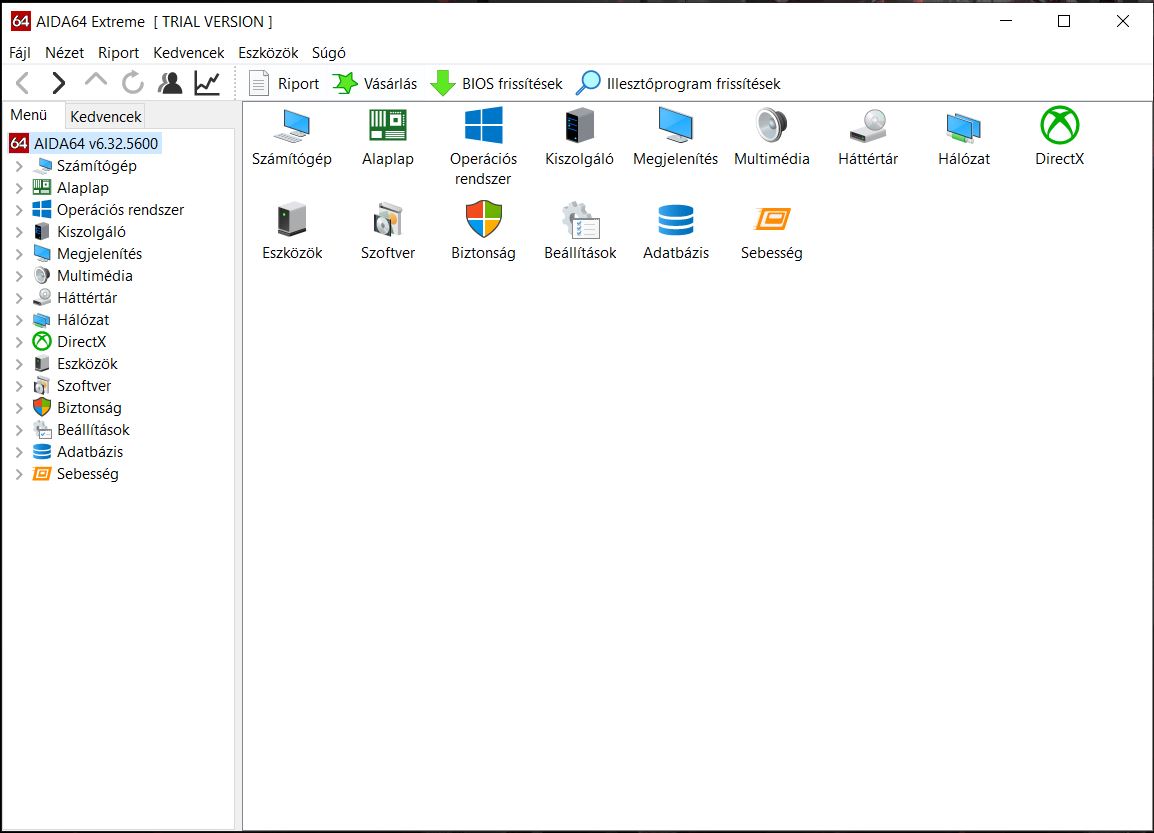 64 AIDA64 Extreme [ TRIAL VERSION ]
Fájl Nézet Riport Kedvencek Eszközök Súgó
Riport Vásárlás BIOS frissítések Illesztőprogram frissítések
Menü Kedvencek
64 AIDA64 v6.32.5600
Számítógép
Alaplap
Operációs rendszer
Kiszolgáló
Megjelenítés
Multimédia
Háttértár
Hálózat
DirectX
Eszközök
Szoftver
Biztonság
Beállítások
Adatbázis
Sebesség
Számítógép Alaplap Operációs Kiszolgáló Megjelenítés Multimédia Háttértár Hálózat DirectX
rendszer
Eszközök Szoftver Biztonság Beállítások Adatbázis Sebesség